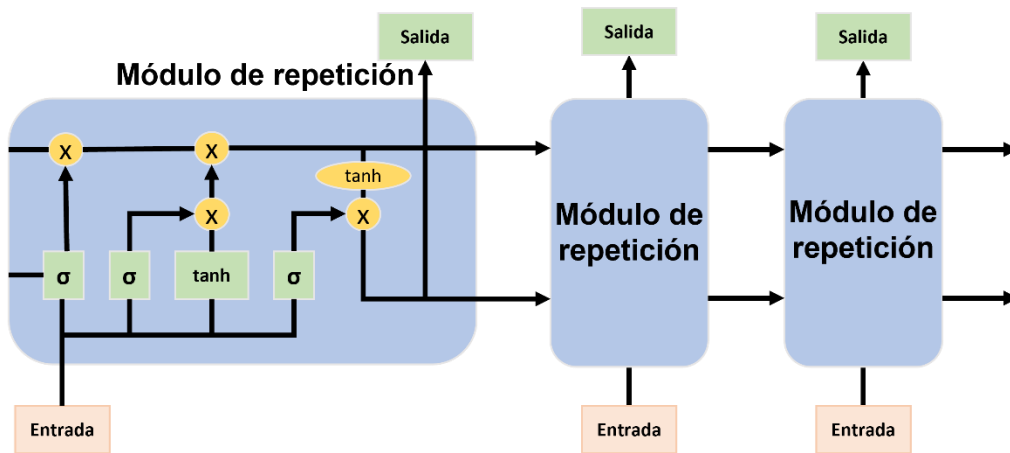 Salida
Salida
Salida
Módulo de repetición
X
X
tanh
X
X
σ
σ
tanh
σ
Módulo de
repetición
Módulo de
repetición
Entrada
Entrada
Entrada